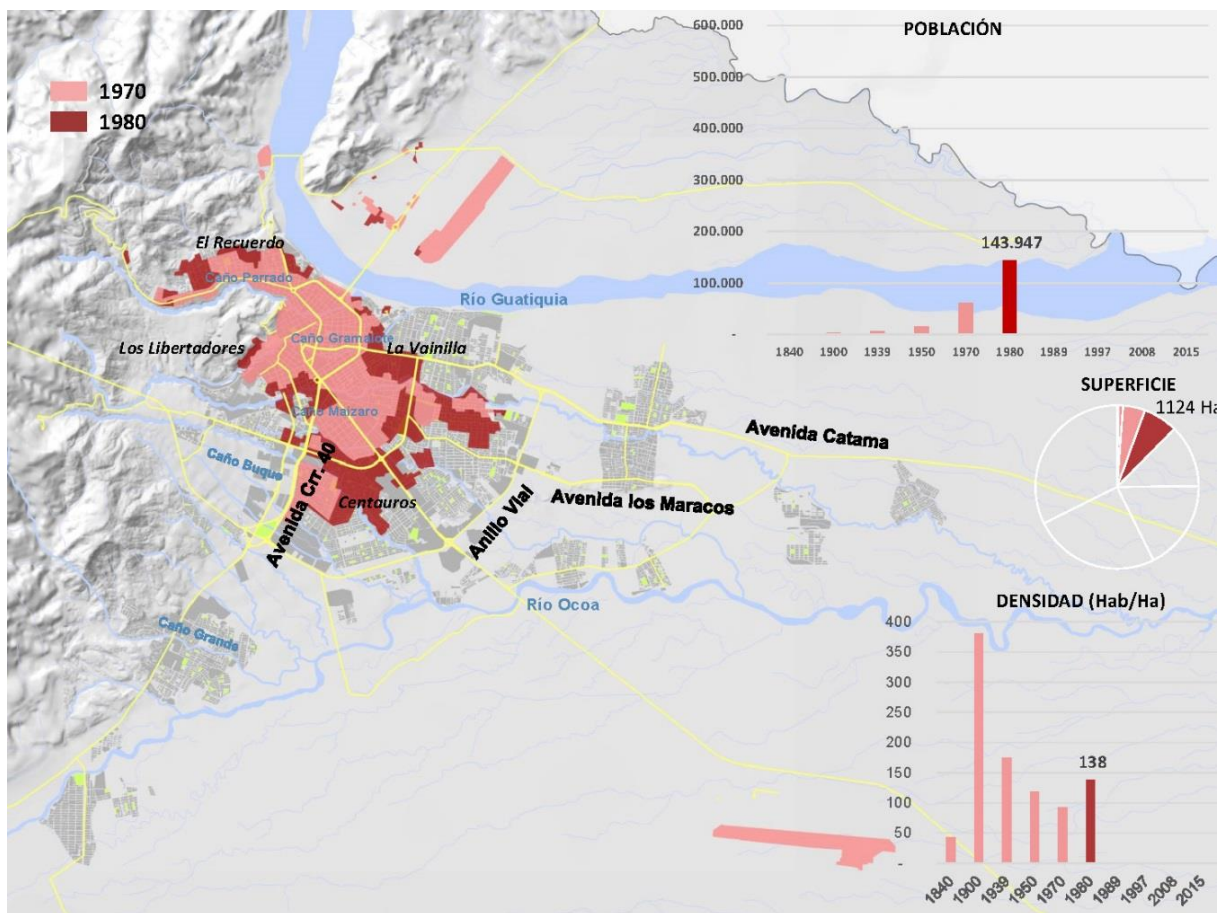 1970
1980
POBLACIÓN
600.000
500.000
400.000
300.000
200.000
100.000
-
143.947
1840 1900 1939 1950 1970 1980 1989 1997 2008 2015
El Recuerdo
Caño Parrado
Río Guatiquia
Los Libertadores
Caño Gramalote
La Vainilla
Caño Maizaro
SUPERFICIE
1124 Ha
Avenida Catama
Caño Buque
Avenida Crr. 40
Centauros
Avenida los Maracos
Anillo Vial
Río Ocoa
Caño Grande
DENSIDAD (Hab/Ha)
400
350
300
250
200
150
100
50
-
138
1840 1900 1939 1950 1970 1980 1989 1997 2008 2015